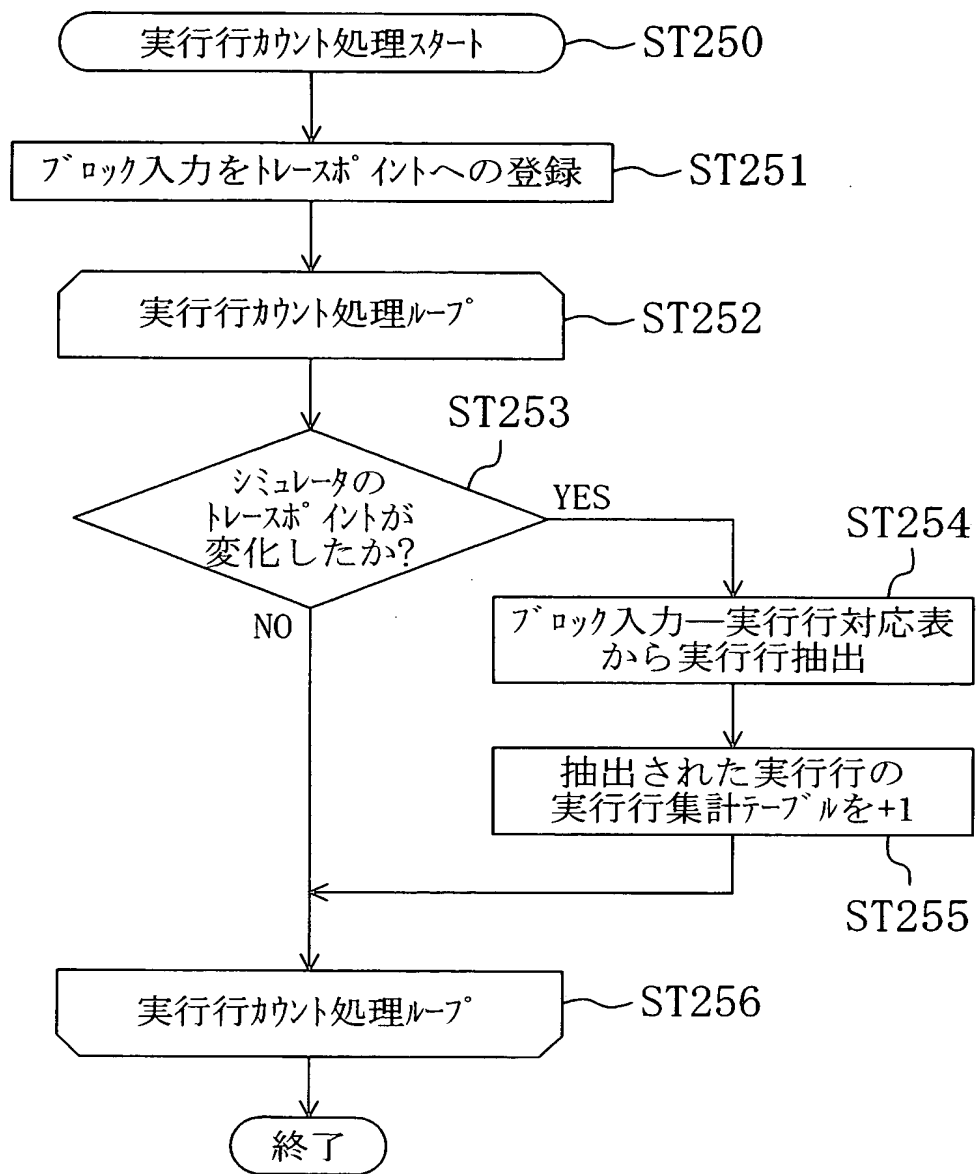 実行行カウント処理スタート
ST250
ブロック入力をトレースポイントへの登録
ST251
実行行カウント処理ループ
ST252
ST253
シミュレータの
トレースポイントが
変化したか?
YES
NO
ST254
ブロック入力―実行行対応表
から実行行抽出
抽出された実行行の
実行行集計テーブルを+1
ST255
実行行カウント処理ループ
ST256
終了